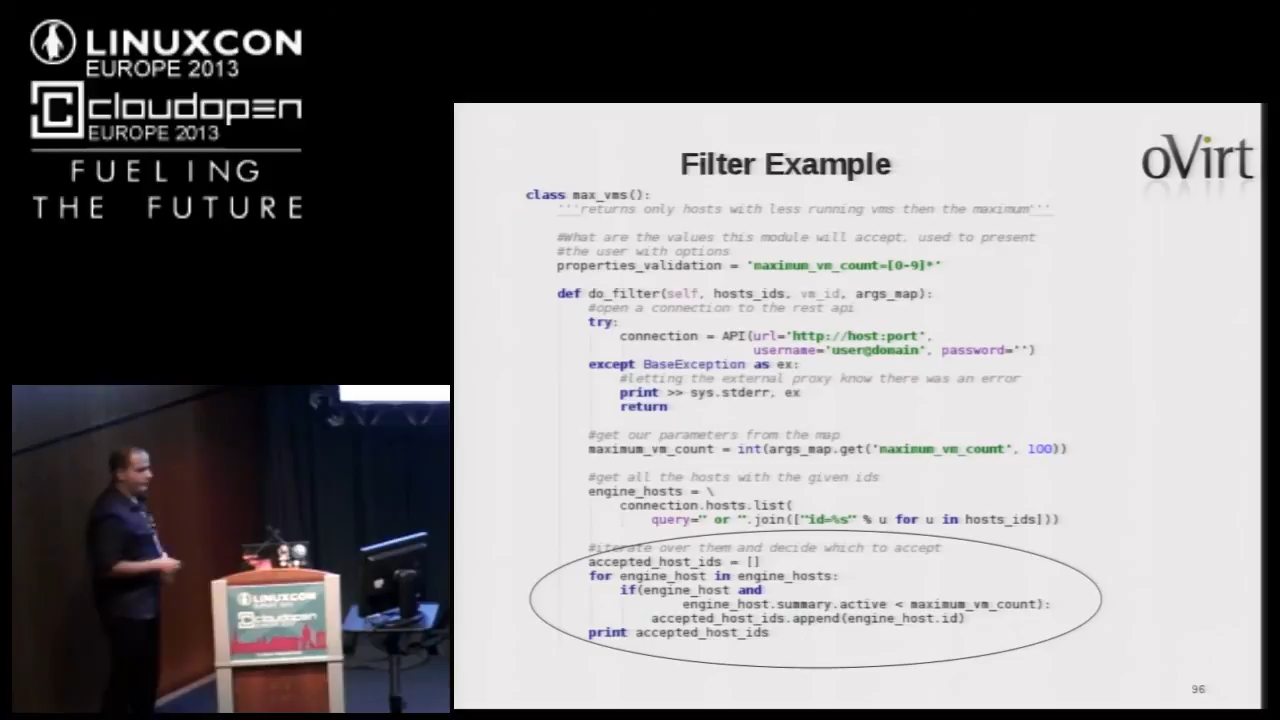 LINUXCON
EUROPE 2013
cloudopen
EUROPE 2013
FUELING
THE FUTURE
oVirt
Filter Example
class max_vms():
'''returns only hosts with less running vms then the maximum'''
#What are the values this module will accept, used to present
#the user with options
properties_validation = 'maximum_vm_count=[0-9]*'
def do_filter(self, hosts_ids, vm_id, args_map):
#open a connection to the rest api
try:
connection = API(url='http://host:port',
username='user@domain', password='')
except BaseException as ex:
#letting the external proxy know there was an error
print >> sys.stderr, ex
return
#get our parameters from the map
maximum_vm_count = int(args_map.get('maximum_vm_count', 100))
#get all the hosts with the given ids
engine_hosts = \
connection.hosts.list(
query=" or ".join(["id=%s" % u for u in hosts_ids]))
#iterate over them and decide which to accept
accepted_host_ids = []
for engine_host in engine_hosts:
if(engine_host and
engine_host.summary.active < maximum_vm_count):
accepted_host_ids.append(engine_host.id)
print accepted_host_ids
96
LINUXCON